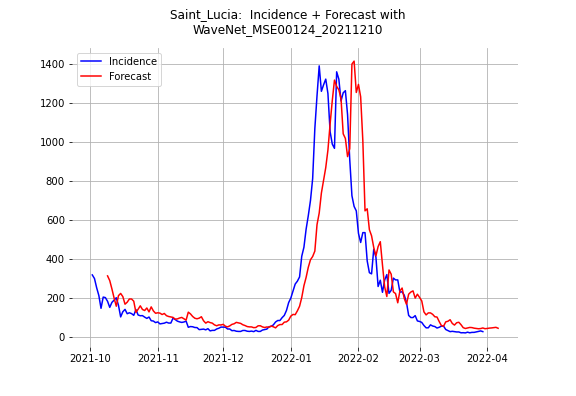 Saint_Lucia:  Incidence + Forecast with
WaveNet_MSE00124_20211210
Incidence
Forecast
1400
1200
1000
800
600
400
200
0
2021-10 2021-11 2021-12 2022-01 2022-02 2022-03 2022-04